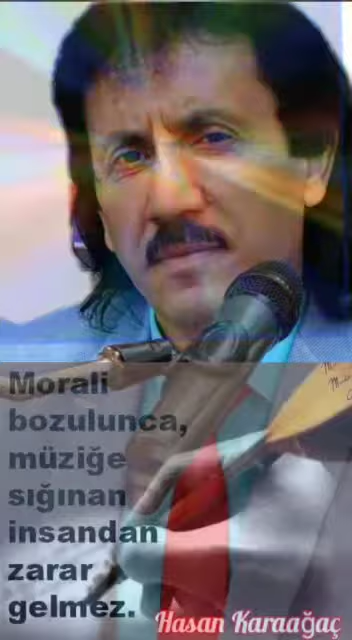 Morali
bozulunca,
müziğe
sığınan
insandan
zarar
gelmez.
Hasan Karaağaç